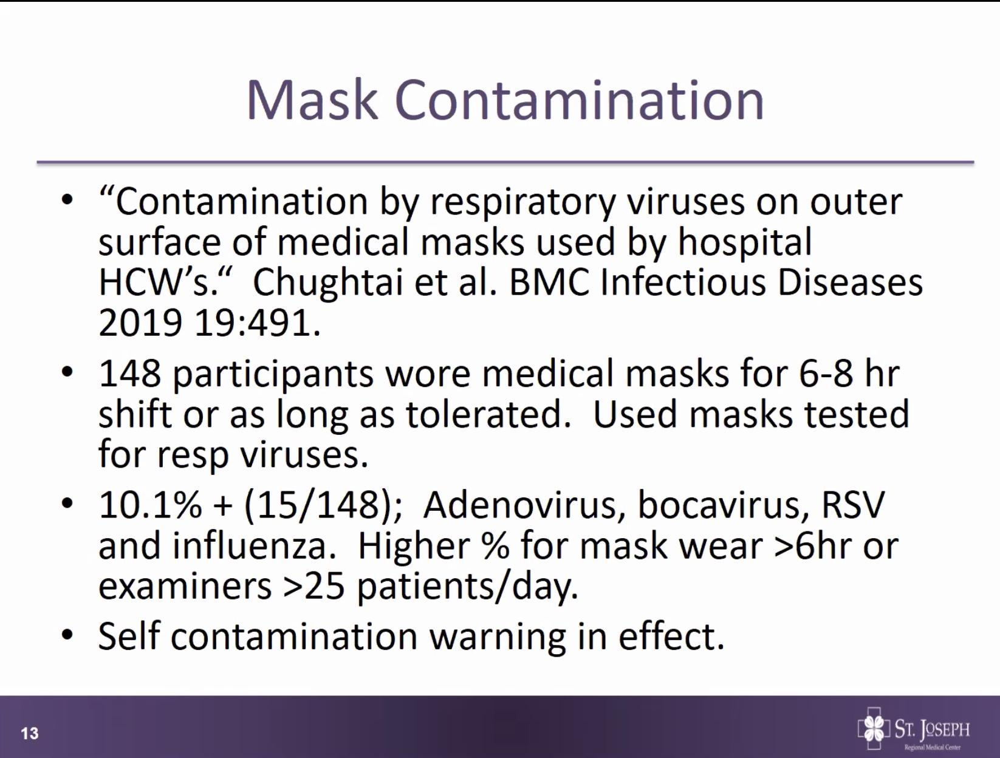 Mask Contamination
• “Contamination by respiratory viruses on outer
surface of medical masks used by hospital
HCW’s.“  Chughtai et al. BMC Infectious Diseases
2019 19:491.
• 148 participants wore medical masks for 6-8 hr
shift or as long as tolerated.  Used masks tested
for resp viruses.
• 10.1% + (15/148);  Adenovirus, bocavirus, RSV
and influenza.  Higher % for mask wear >6hr or
examiners >25 patients/day.
• Self contamination warning in effect.
13
ST. JOSEPH
Regional Medical Center